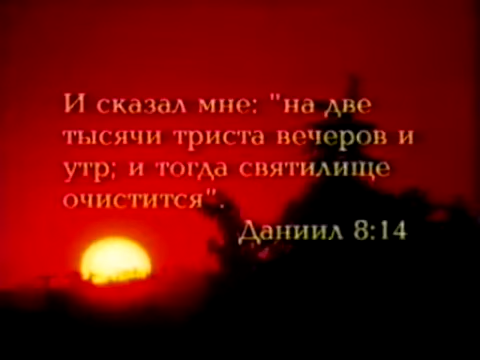 И сказал мне: "на две
тысячи триста вечеров и
утр; и тогда святилище
очистится".
Даниил 8:14